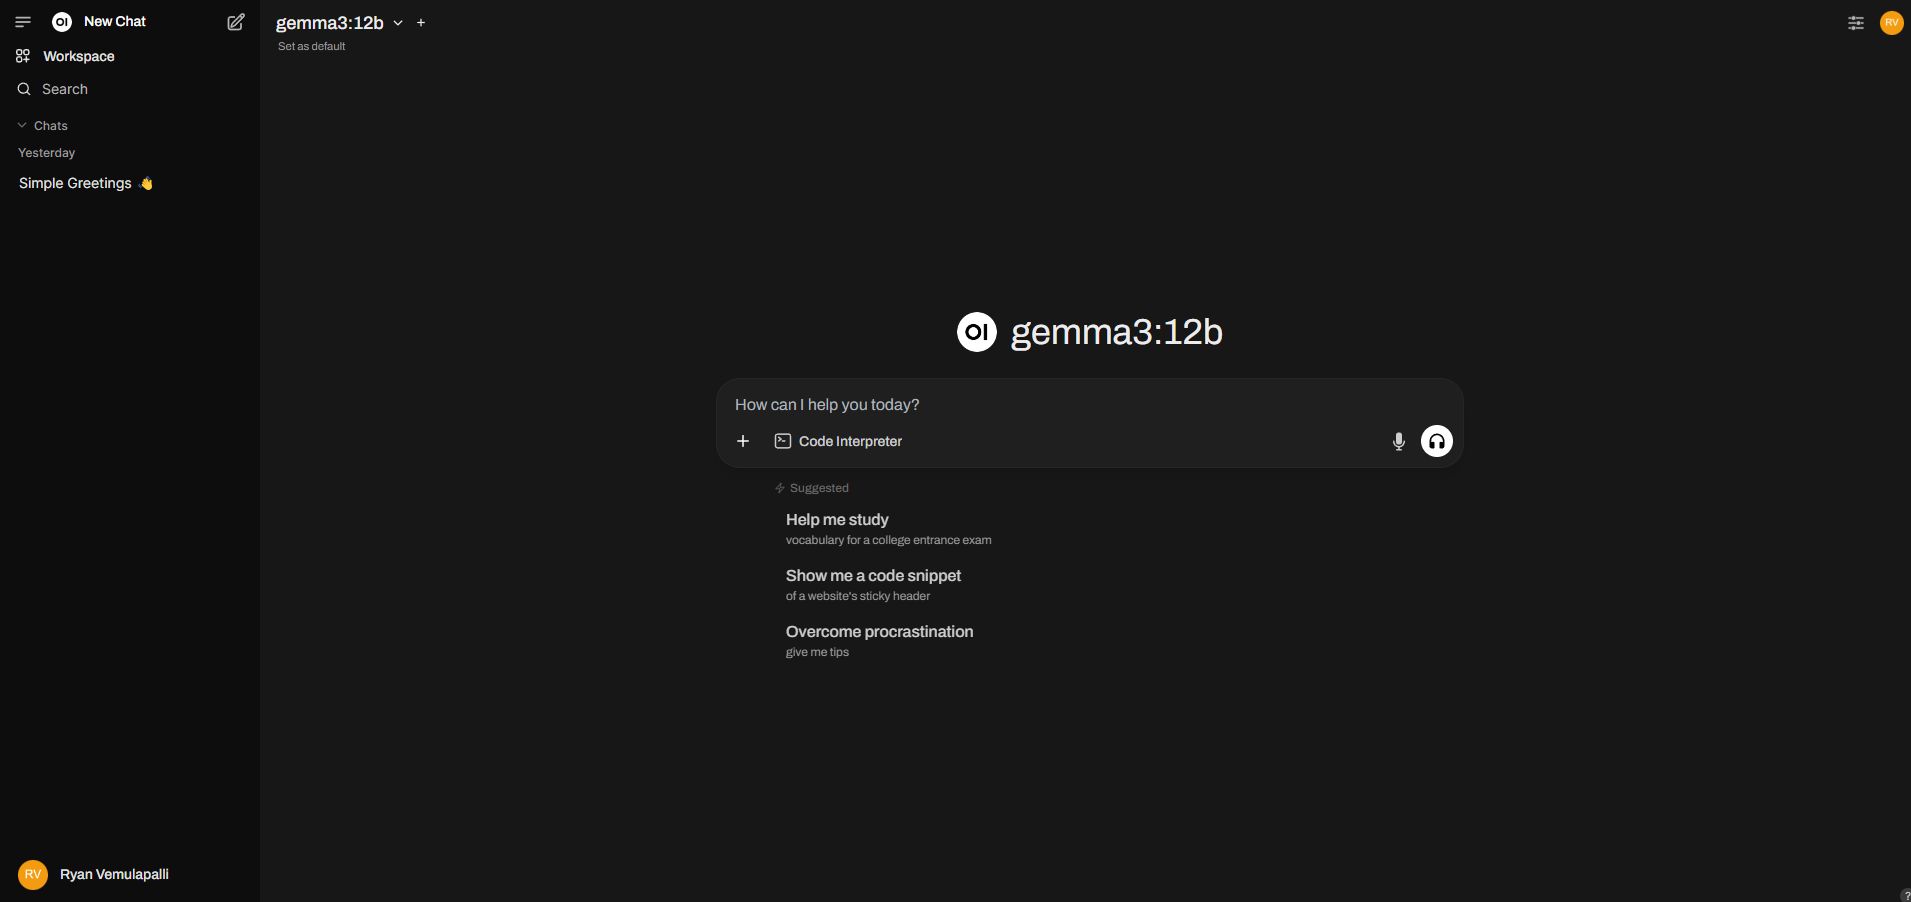 OI New Chat
Workspace
Search
Chats
Yesterday
Simple Greetings 👋
RV Ryan Vemulapalli
gemma3:12b
Set as default
RV
OI gemma3:12b
How can I help you today?
Code Interpreter
Suggested
Help me study
vocabulary for a college entrance exam
Show me a code snippet
of a website's sticky header
Overcome procrastination
give me tips
?